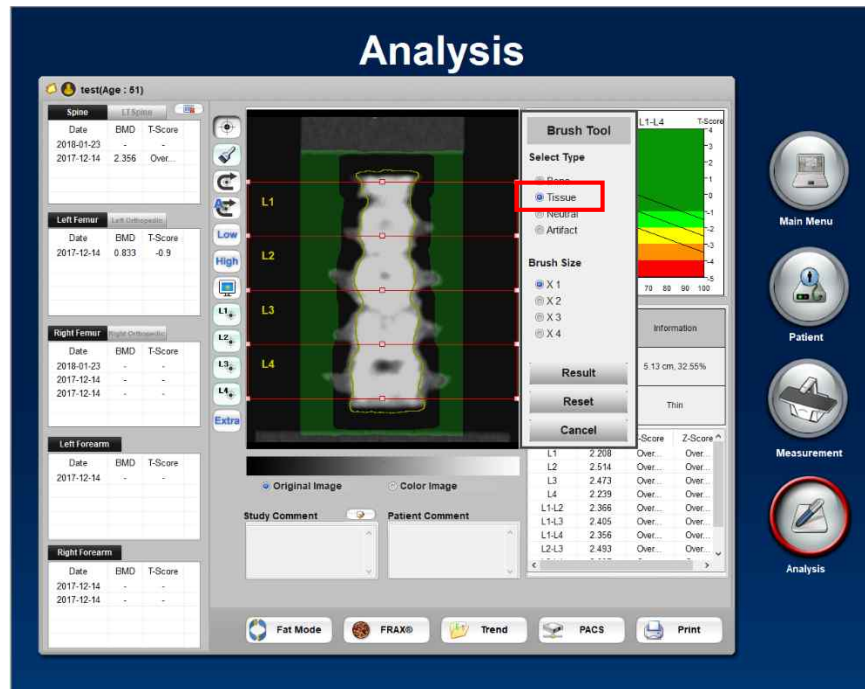 Analysis
test(Age : 51)
Spine LT Spine
Date BMD T-Score
2018-01-23 - -
2017-12-14 2.356 Over...
Left Femur Left Orthopedic
Date BMD T-Score
2017-12-14 0.833 -0.9
Right Femur Right Orthopedic
Date BMD T-Score
2018-01-23 - -
2017-12-14 - -
2017-12-14 - -
Left Forearm
Date BMD T-Score
2017-12-14 - -
Right Forearm
Date BMD T-Score
2017-12-14 - -
2017-12-14 - -
Low
High
L1
L2
L3
L4
Extra
L1
L2
L3
L4
Original Image Color Image
Study Comment Patient Comment
Brush Tool
Select Type
Bone
Tissue
Neutral
Artifact
Brush Size
X 1
X 2
X 3
X 4
Result
Reset
Cancel
L1-L4 T-Score
4
-3
-2
-1
0
-1
-2
-3
-4
-5
70 80 90 100
Information
5.13 cm, 32.55%
Thin
-Score Z-Score
L1 2.208 Over... Over...
L2 2.514 Over... Over...
L3 2.473 Over... Over...
L4 2.239 Over... Over...
L1-L2 2.366 Over... Over...
L1-L3 2.405 Over... Over...
L1-L4 2.356 Over... Over...
L2-L3 2.493 Over... Over...
Fat Mode FRAX® Trend PACS Print
Main Menu
Patient
Measurement
Analysis